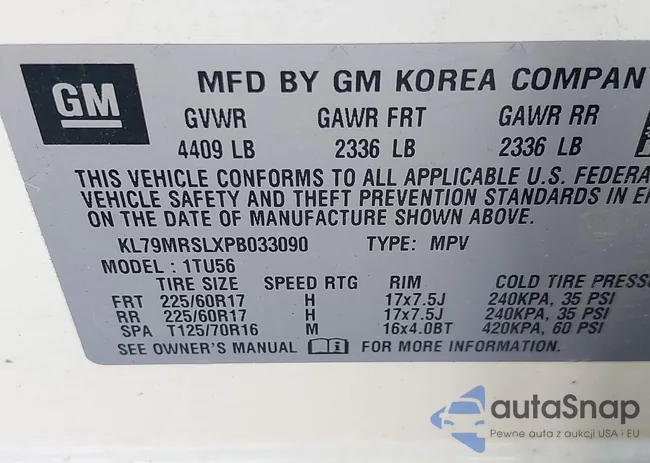 GM
MFD BY GM KOREA COMPAN
GVWR GAWR FRT GAWR RR
4409 LB 2336 LB 2336 LB
THIS VEHICLE CONFORMS TO ALL APPLICABLE U.S. FEDERA
VEHICLE SAFETY AND THEFT PREVENTION STANDARDS IN E
ON THE DATE OF MANUFACTURE SHOWN ABOVE.
KL79MRSLXPB033090 TYPE: MPV
MODEL: 1TU56
TIRE SIZE SPEED RTG RIM COLD TIRE PRESS
FRT 225/60R17 H 17x7.5J 240KPA, 35 PSI
RR 225/60R17 H 17x7.5J 240KPA, 35 PSI
SPA T125/70R16 M 16x4.0BT 420KPA, 60 PSI
SEE OWNER'S MANUAL FOR MORE INFORMATION.
autaSnap
Pewne auta z aukcji USA i EU